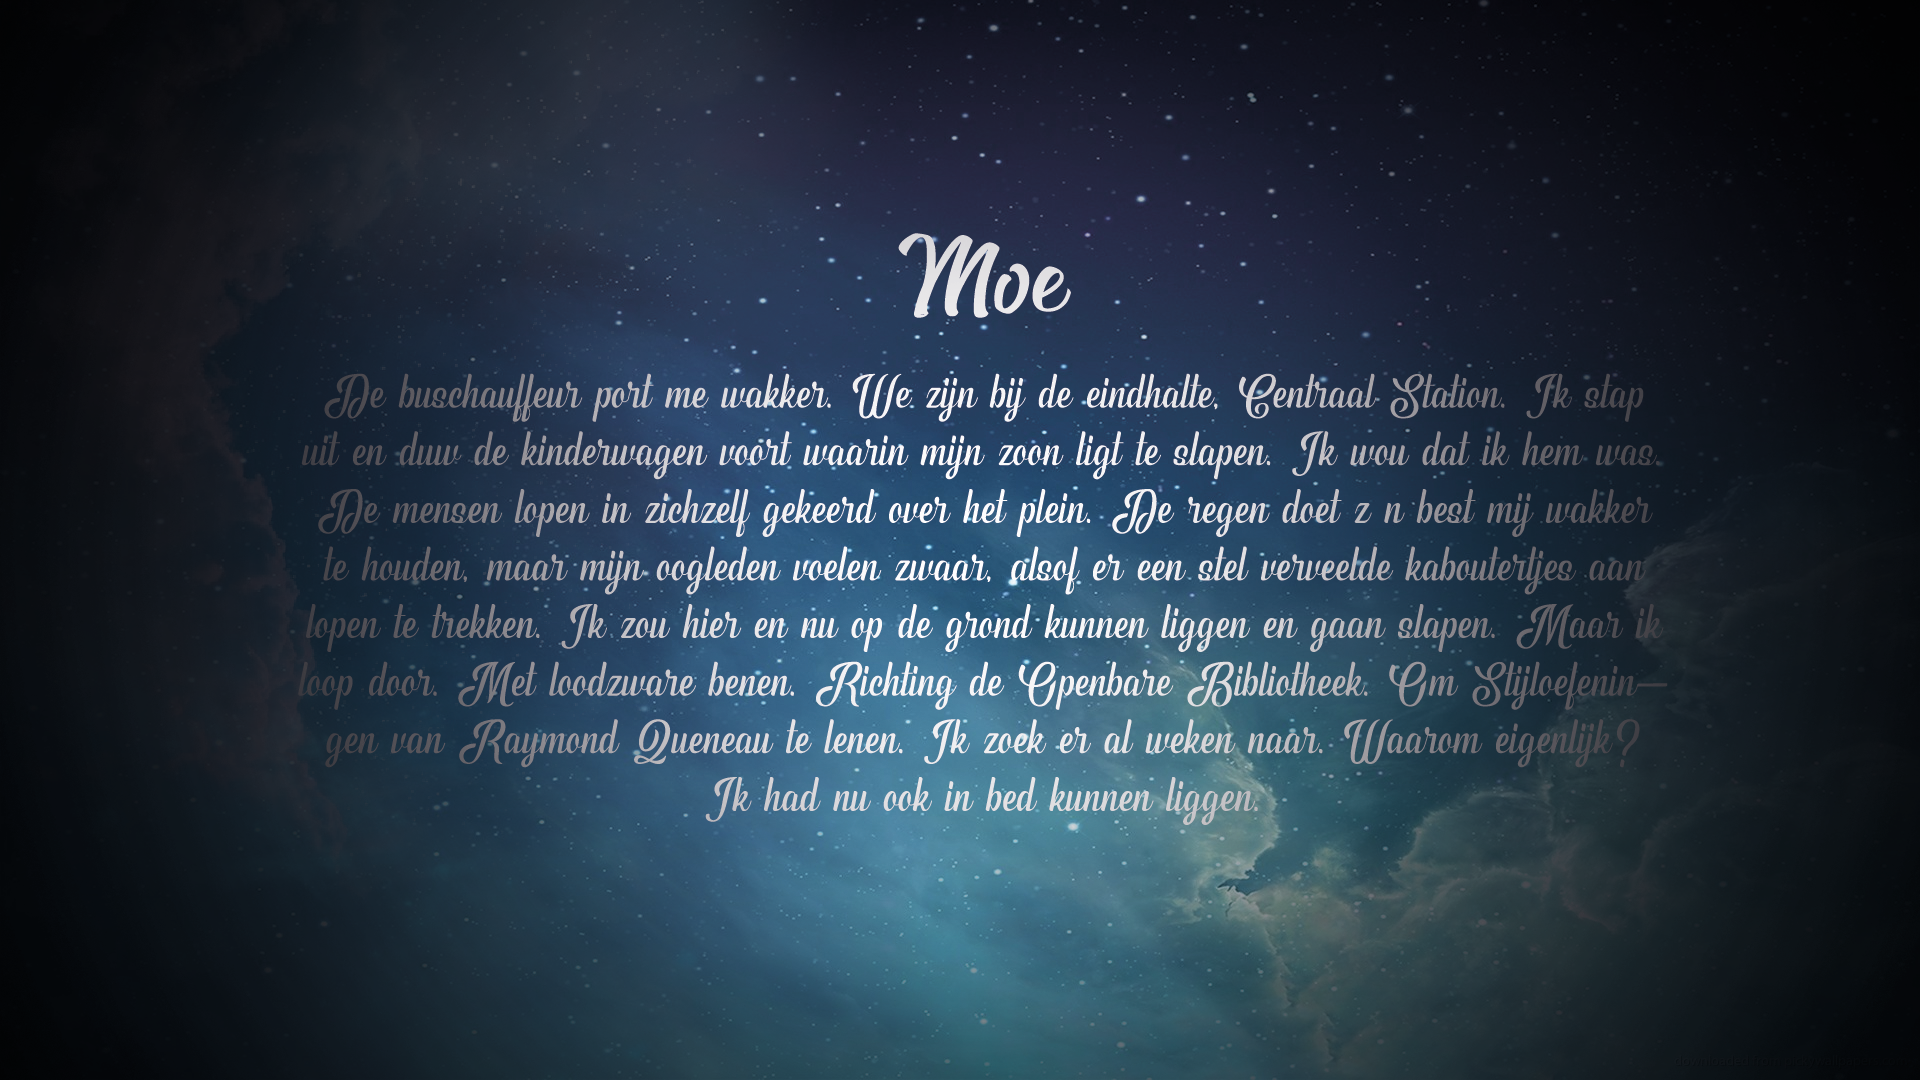 Moe
De buschauffeur port me wakker. We zijn bij de eindhalte, Centraal Station. Ik stap
uit en duw de kinderwagen voort waarin mijn zoon ligt te slapen. Ik wou dat ik hem was.
De mensen lopen in zichzelf gekeerd over het plein. De regen doet z n best mij wakker
te houden, maar mijn oogleden voelen zwaar, alsof er een stel verveelde kaboutertjes aan
lopen te trekken. Ik zou hier en nu op de grond kunnen liggen en gaan slapen. Maar ik
loop door. Met loodzware benen. Richting de Openbare Bibliotheek. Om Stijloefenin—
gen van Raymond Queneau te lenen. Ik zoek er al weken naar. Waarom eigenlijk?
Ik had nu ook in bed kunnen liggen.